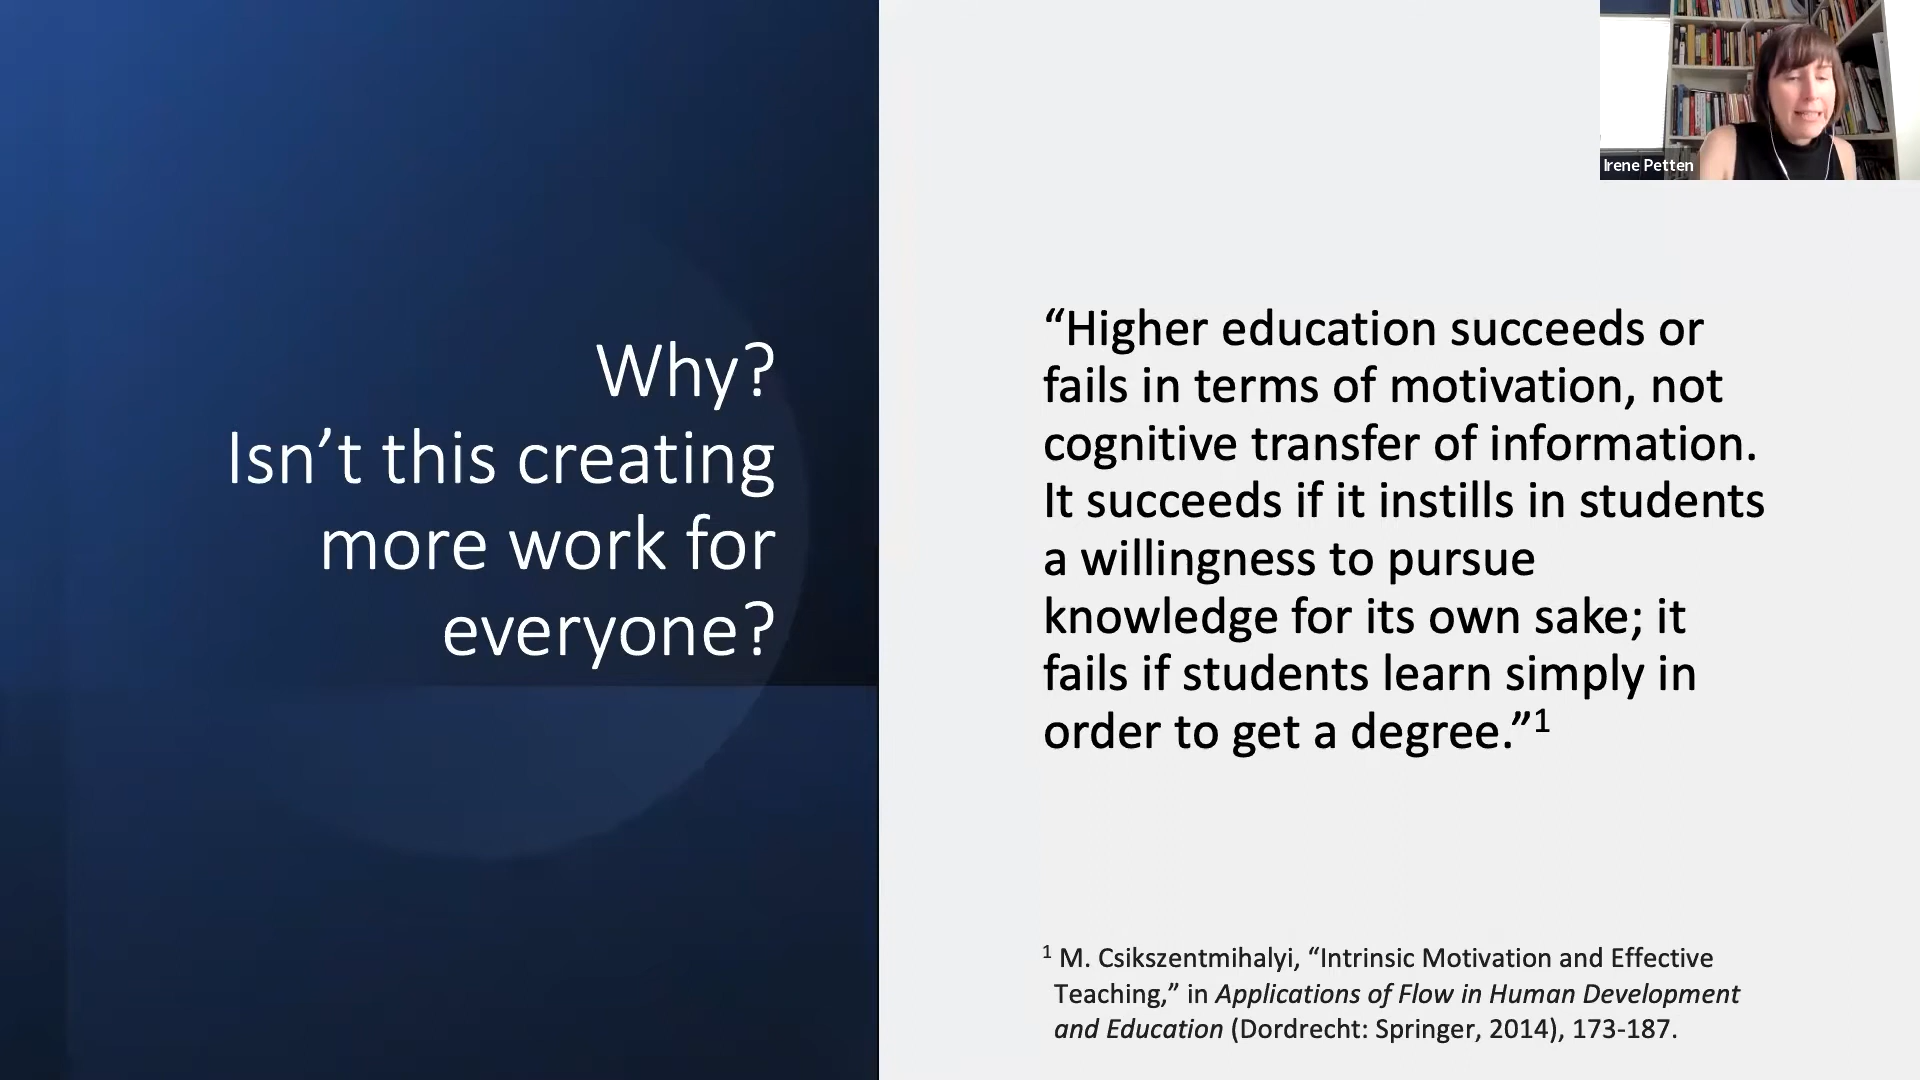 Why?
Isn’t this creating
more work for
everyone?
Irene Petten
“Higher education succeeds or
fails in terms of motivation, not
cognitive transfer of information.
It succeeds if it instills in students
a willingness to pursue
knowledge for its own sake; it
fails if students learn simply in
order to get a degree.”¹
¹ M. Csikszentmihalyi, “Intrinsic Motivation and Effective
Teaching,” in Applications of Flow in Human Development
and Education (Dordrecht: Springer, 2014), 173-187.